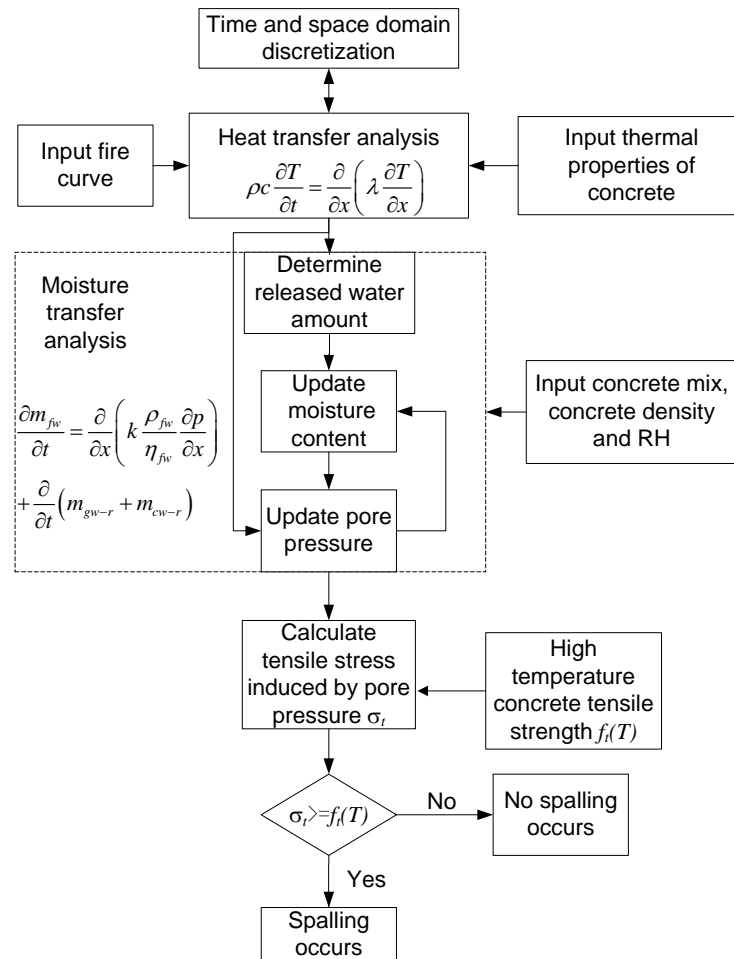 Time and space domain
discretization
Heat transfer analysis
ρc ∂T/∂t = ∂/∂x (λ ∂T/∂x)
Input fire
curve
Input thermal
properties of
concrete
Moisture
transfer
analysis
∂m_fw/∂t = ∂/∂x (k ρ_fw/η_fw ∂p/∂x)
+ ∂/∂t (m_gw−r + m_cw−r)
Determine
released water
amount
Update
moisture
content
Update pore
pressure
Input concrete mix,
concrete density
and RH
Calculate
tensile stress
induced by pore
pressure σ_t
High
temperature
concrete tensile
strength f_t(T)
σ_t>=f_t(T)
No
No spalling
occurs
Yes
Spalling
occurs